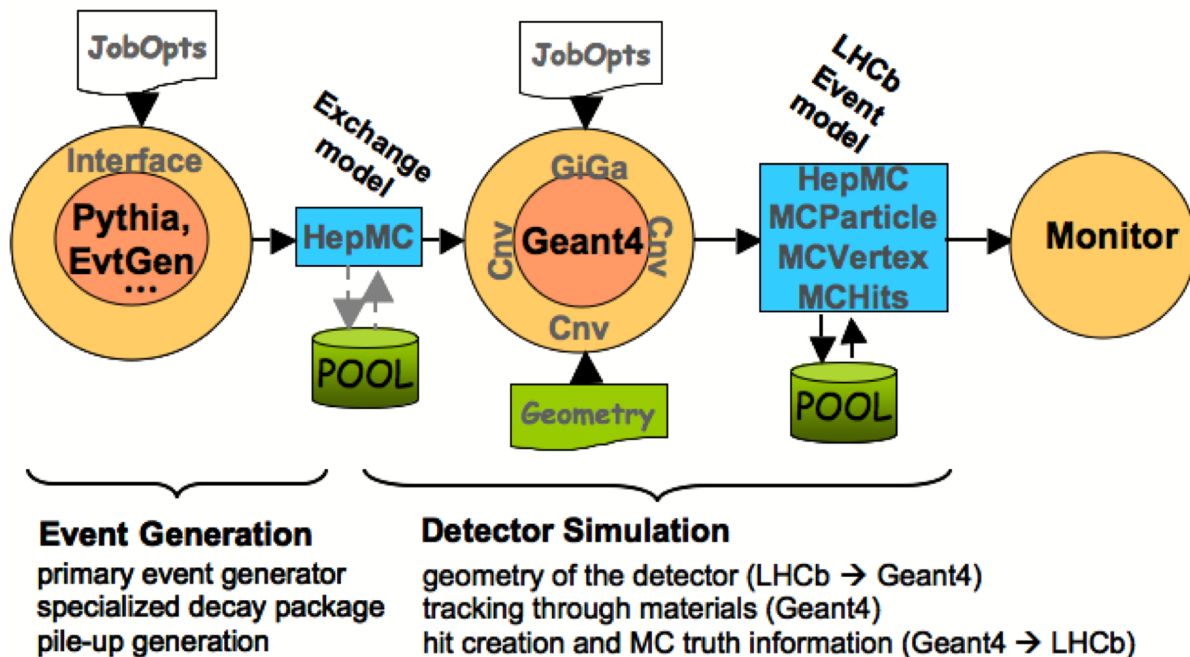 JobOpts
Interface
Pythia,
EvtGen
...
Exchange
model
HepMC
POOL
JobOpts
GiGa
Cnv
Geant4
Cnv
Cnv
Geometry
LHCb
Event
model
HepMC
MCParticle
MCVertex
MCHits
POOL
Monitor
Event Generation
primary event generator
specialized decay package
pile-up generation
Detector Simulation
geometry of the detector (LHCb → Geant4)
tracking through materials (Geant4)
hit creation and MC truth information (Geant4 → LHCb)